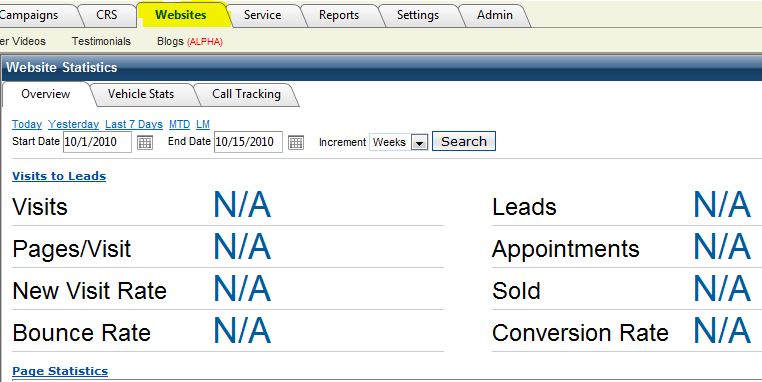 Campaigns CRS Websites Service Reports Settings Admin
er Videos Testimonials Blogs (ALPHA)
Website Statistics
Overview Vehicle Stats Call Tracking
Today Yesterday Last 7 Days MTD LM
Start Date 10/1/2010 End Date 10/15/2010 Increment Weeks Search
Visits to Leads
Visits N/A Leads N/A
Pages/Visit N/A Appointments N/A
New Visit Rate N/A Sold N/A
Bounce Rate N/A Conversion Rate N/A
Page Statistics